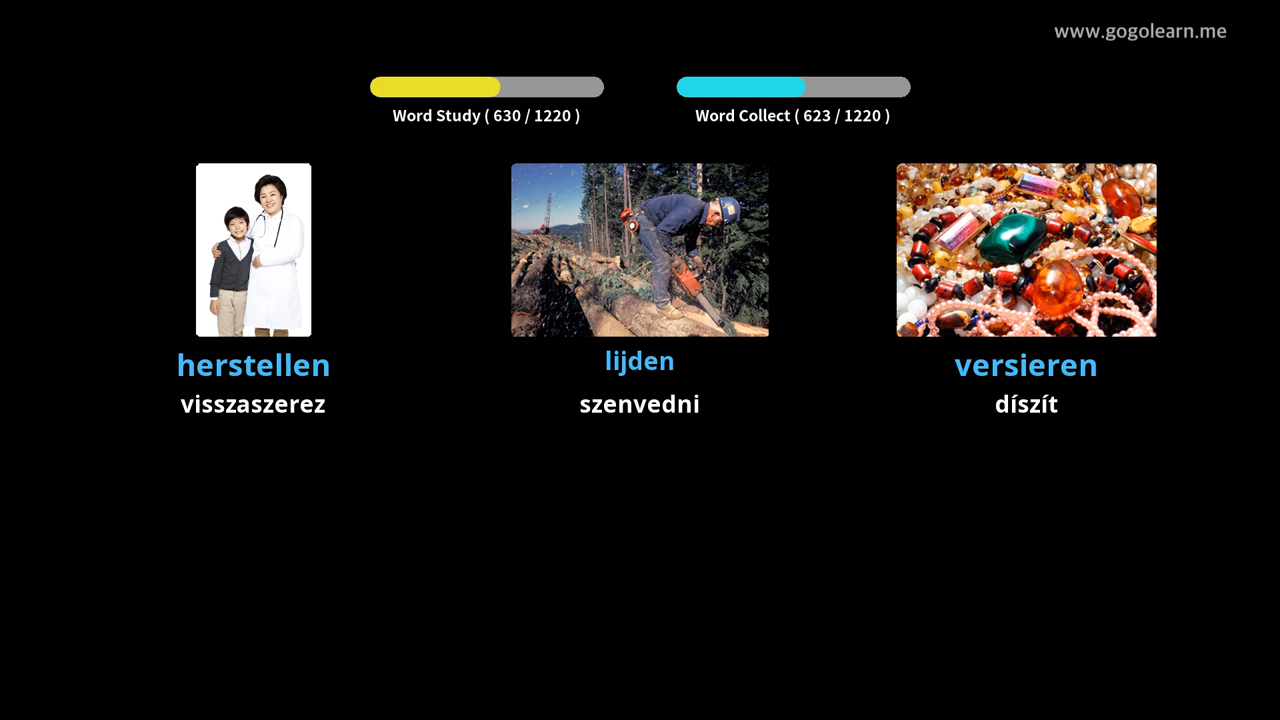 www.gogolearn.me
Word Study ( 630 / 1220 )
Word Collect ( 623 / 1220 )
herstellen
visszaszerez
lijden
szenvedni
versieren
díszít